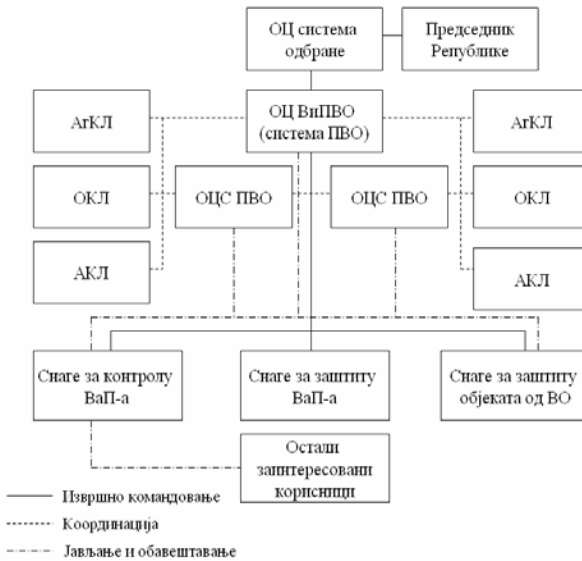 ОЦ система
одбране
Председник
Републике
АгКЛ
ОЦ ВиПВО
(система ПВО)
АгКЛ
ОКЛ
ОЦС ПВО
ОЦС ПВО
ОКЛ
АКЛ
АКЛ
Снаге за контролу
ВаП-а
Снаге за заштиту
ВаП-а
Снаге за заштиту
објеката од ВО
Остали
заинтересовани
корисници
Извршно командовање
Координација
Јављање и обавештавање